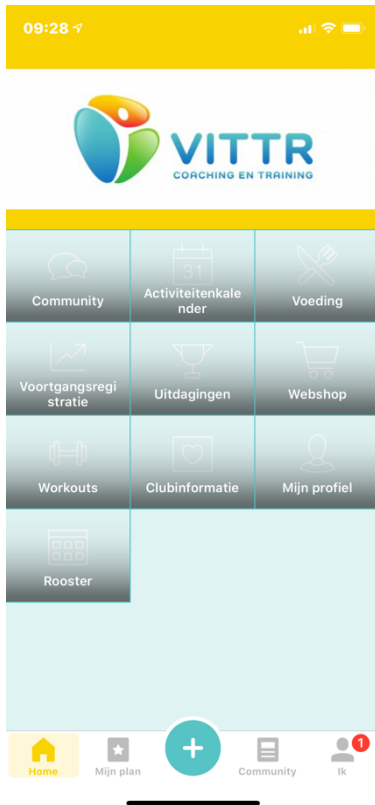 09:28
VITTR
COACHING EN TRAINING
31
Community
Activiteitenkale
nder
Voeding
Voortgangsregi
stratie
Uitdagingen
Webshop
Workouts
Clubinformatie
Mijn profiel
Rooster
1
Home
Mijn plan
+
Community
Ik